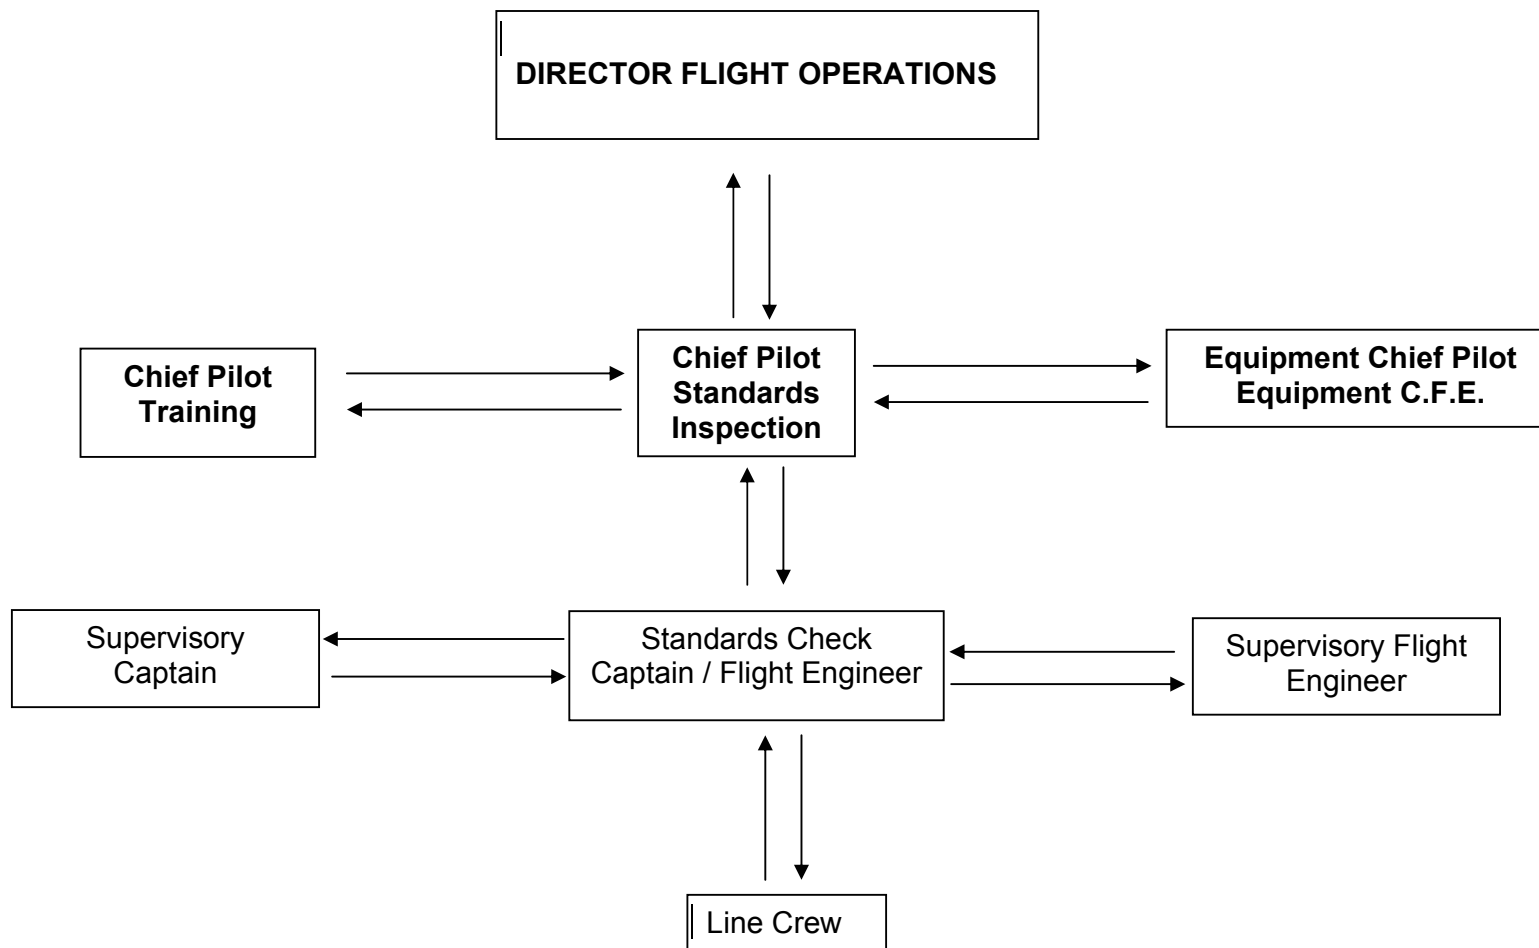 DIRECTOR FLIGHT OPERATIONS
Chief Pilot
Training
Chief Pilot
Standards
Inspection
Equipment Chief Pilot
Equipment C.F.E.
Supervisory
Captain
Standards Check
Captain / Flight Engineer
Supervisory Flight
Engineer
Line Crew